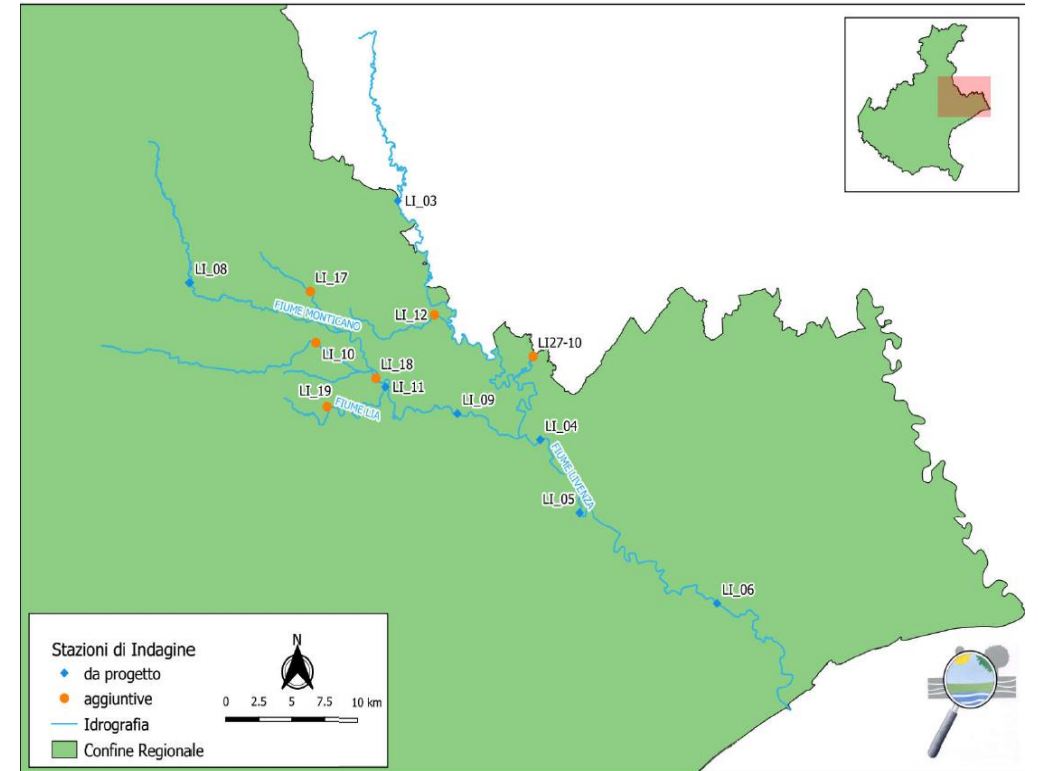 LI_03
LI_08
LI_17
FIUME MONTICANO
LI_12
LI_10
LI27-10
LI_18
LI_11
LI_19
FIUME LIA
LI_09
LI_04
FIUME LIVENZA
LI_05
LI_06
Stazioni di Indagine
da progetto
aggiuntive
Idrografia
Confine Regionale
N
0 2.5 5 7.5 10 km